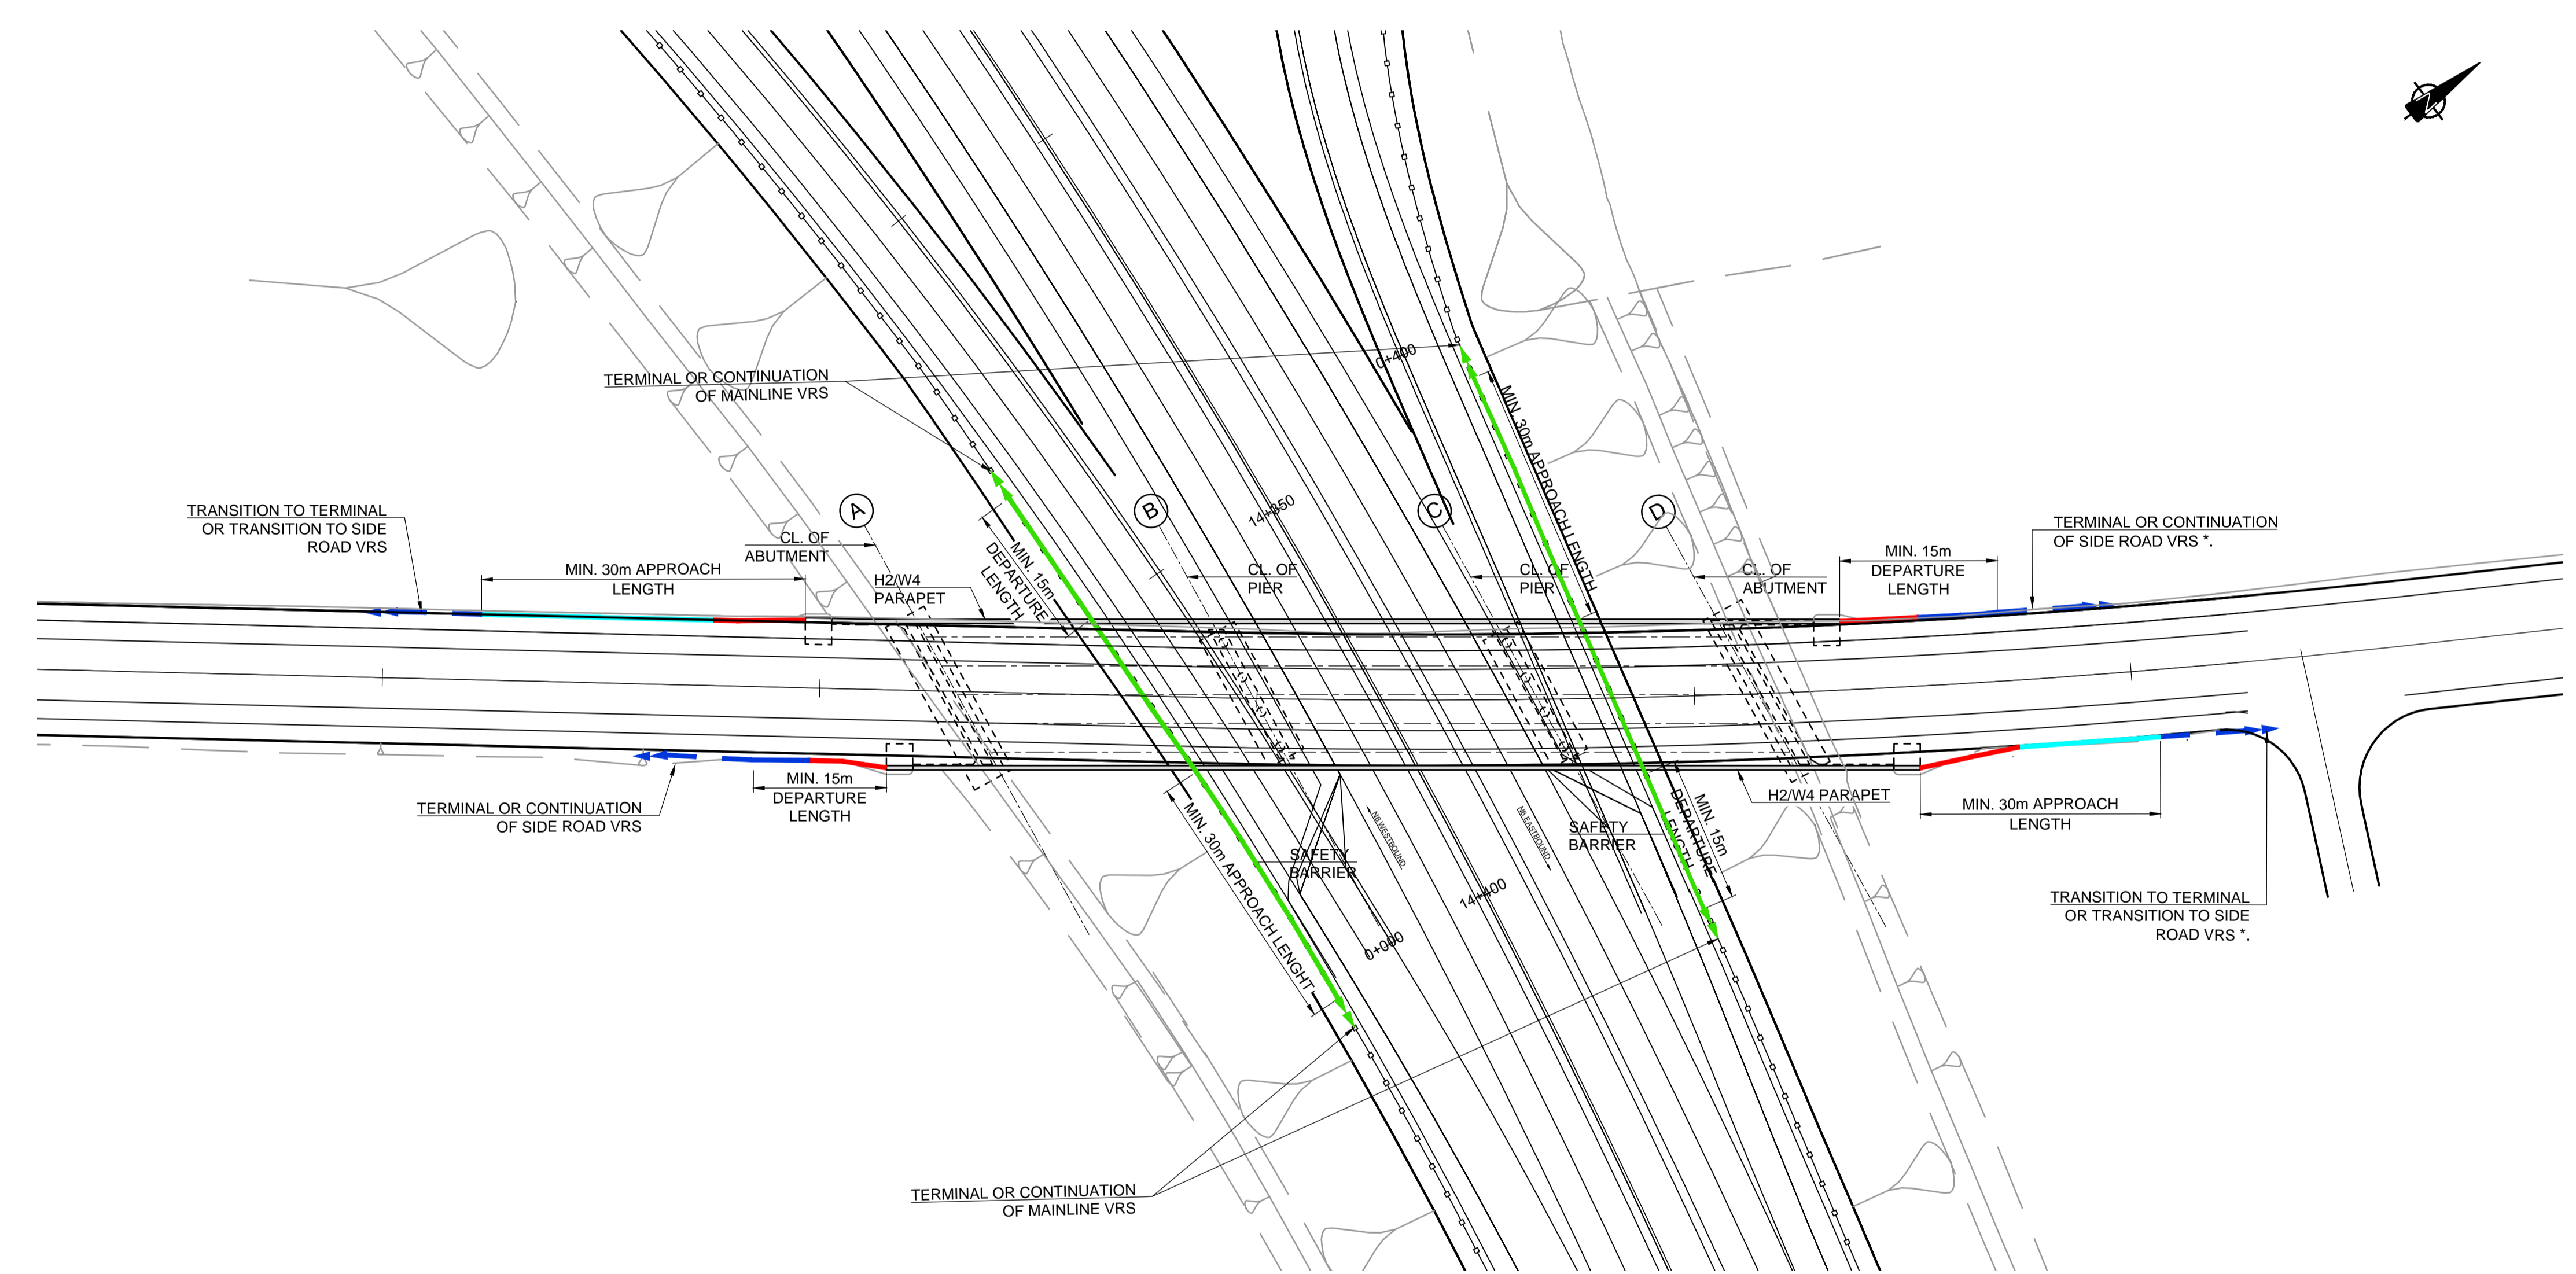 0+400
TERMINAL OR CONTINUATION
OF MAINLINE VRS
MIN. 30m APPROACH LENGTH
TRANSITION TO TERMINAL
OR TRANSITION TO SIDE
ROAD VRS
A
B
C
D
14+350
CL. OF
ABUTMENT
MIN. 15m
DEPARTURE
LENGTH
TERMINAL OR CONTINUATION
OF SIDE ROAD VRS *.
MIN. 30m APPROACH
LENGTH
H2/W4
PARAPET
CL. OF
PIER
CL. OF
PIER
CL. OF
ABUTMENT
MIN. 15m
DEPARTURE
LENGTH
TERMINAL OR CONTINUATION
OF SIDE ROAD VRS
MIN. 15m
DEPARTURE
LENGTH
MIN. 30m APPROACH LENGHT
SAFETY
BARRIER
N6 WESTBOUND
N6 EASTBOUND
SAFETY
BARRIER
MIN. 15m
DEPARTURE
LENGTH
H2/W4 PARAPET
MIN. 30m APPROACH
LENGTH
14+400
0+000
TRANSITION TO TERMINAL
OR TRANSITION TO SIDE
ROAD VRS *.
TERMINAL OR CONTINUATION
OF MAINLINE VRS